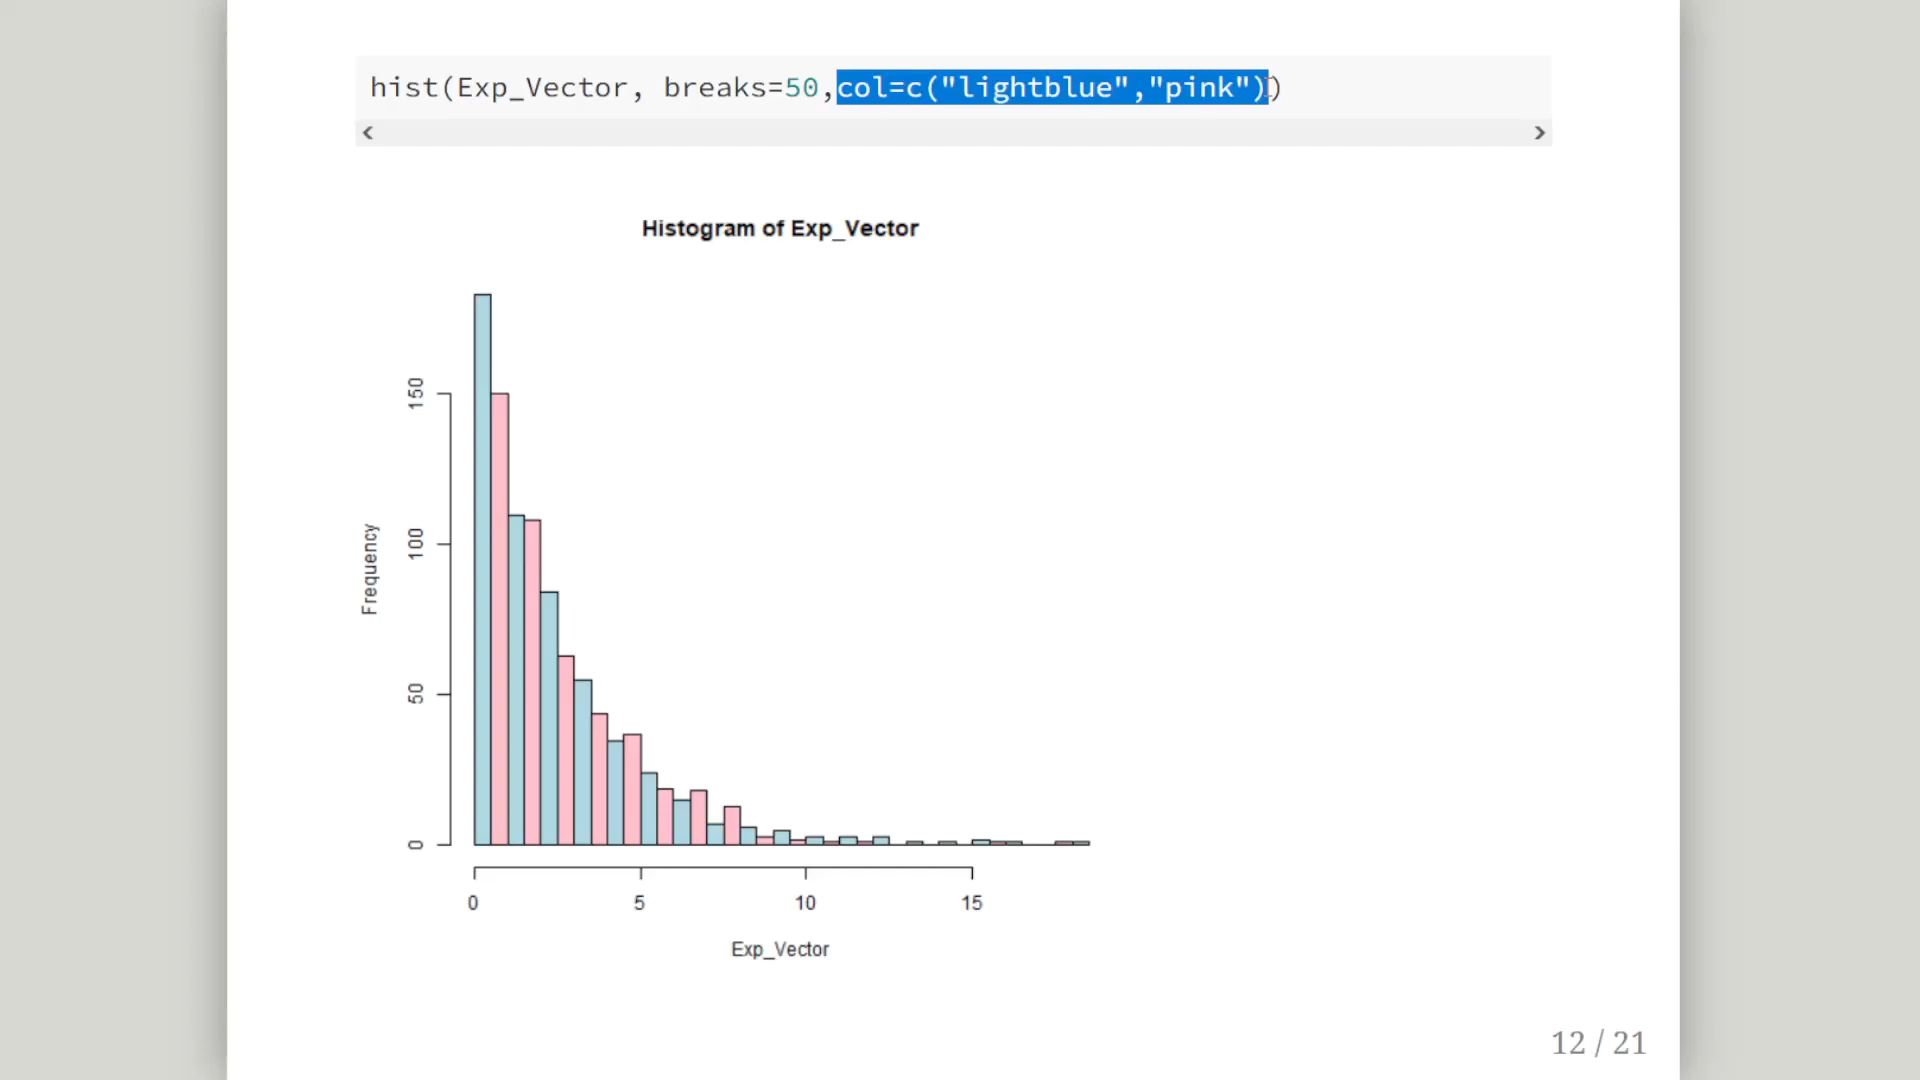 hist(Exp_Vector, breaks=50,col=c("lightblue","pink"))
Histogram of Exp_Vector
150
100
50
0
Frequency
0 5 10 15
Exp_Vector
12 / 21